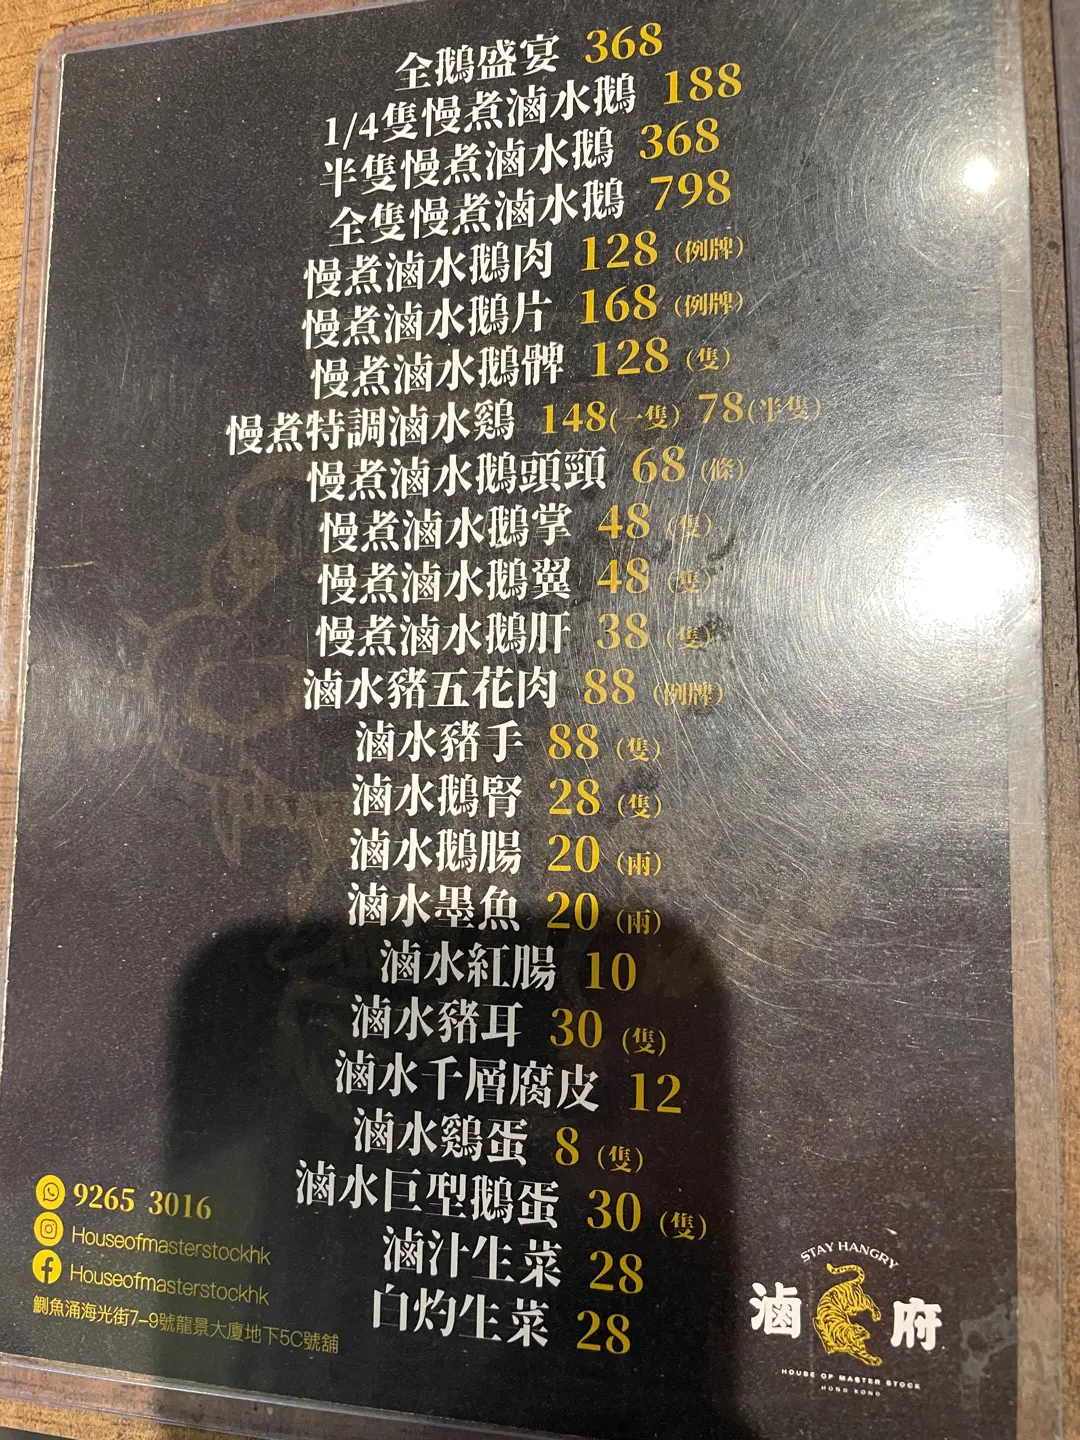 全鵝盛宴 368
1/4隻慢煮滷水鵝 188
半隻慢煮滷水鵝 368
全隻慢煮滷水鵝 798
慢煮滷水鵝肉 128 (例牌)
慢煮滷水鵝片 168 (例牌)
慢煮滷水鵝髀 128 (隻)
慢煮特調滷水鷄 148(一隻) 78(半隻)
慢煮滷水鵝頭頸 68 (條)
慢煮滷水鵝掌 48 (隻)
慢煮滷水鵝翼 48 (隻)
慢煮滷水鵝肝 38 (隻)
滷水豬五花肉 88 (例牌)
滷水豬手 88 (隻)
滷水鵝腎 28 (隻)
滷水鵝腸 20 (兩)
滷水墨魚 20 (兩)
滷水紅腸 10
滷水豬耳 30 (隻)
滷水千層腐皮 12
滷水鷄蛋 8 (隻)
滷水巨型鵝蛋 30 (隻)
滷汁生菜 28
白灼生菜 28
9265 3016
Houseofmasterstockhk
Houseofmasterstockhk
鰂魚涌海光街7-9號龍景大廈地下5C號舖
STAY HANGRY
滷府
HOUSE OF MASTER STOCK
HONG KONG